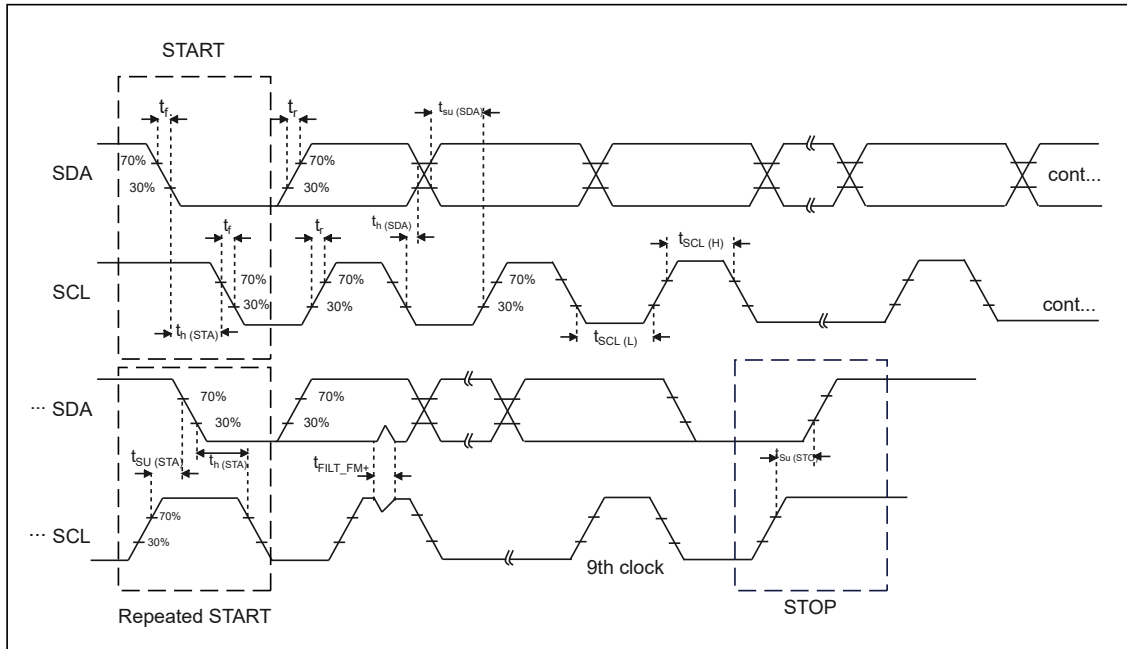 START
tf
tr
tsu (SDA)
SDA
70%
30%
70%
30%
cont...
th (SDA)
tf
tr
tSCL (H)
SCL
70%
30%
70%
30%
70%
30%
cont...
th (STA)
tSCL (L)
... SDA
70%
30%
70%
30%
tSU (STA)
th (STA)
tFILT_FM+
tSu (STO)
... SCL
70%
30%
9th clock
Repeated START
STOP